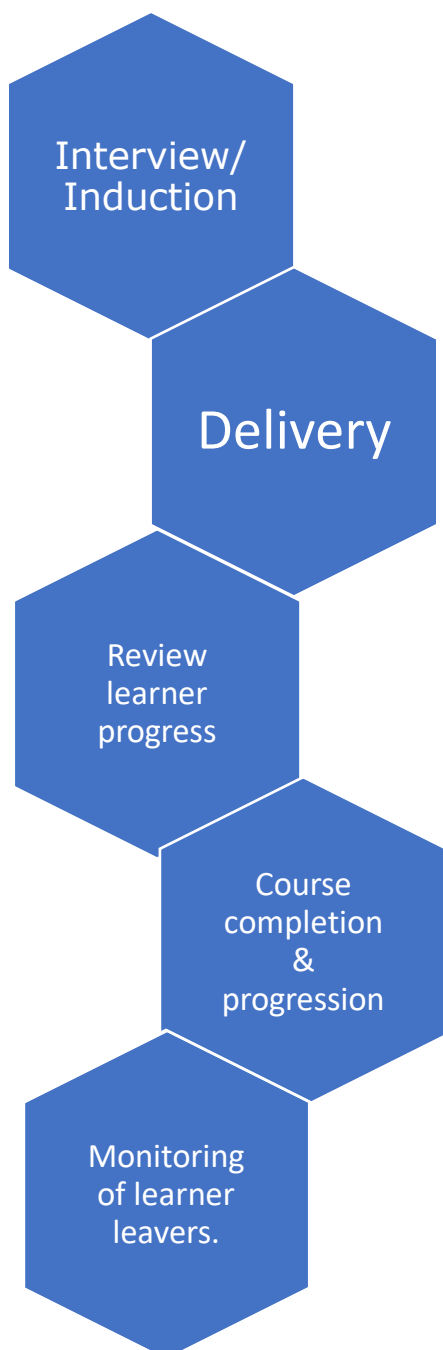 Interview/
Induction
Delivery
Review
learner
progress
Course
completion
&
progression
Monitoring
of learner
leavers.